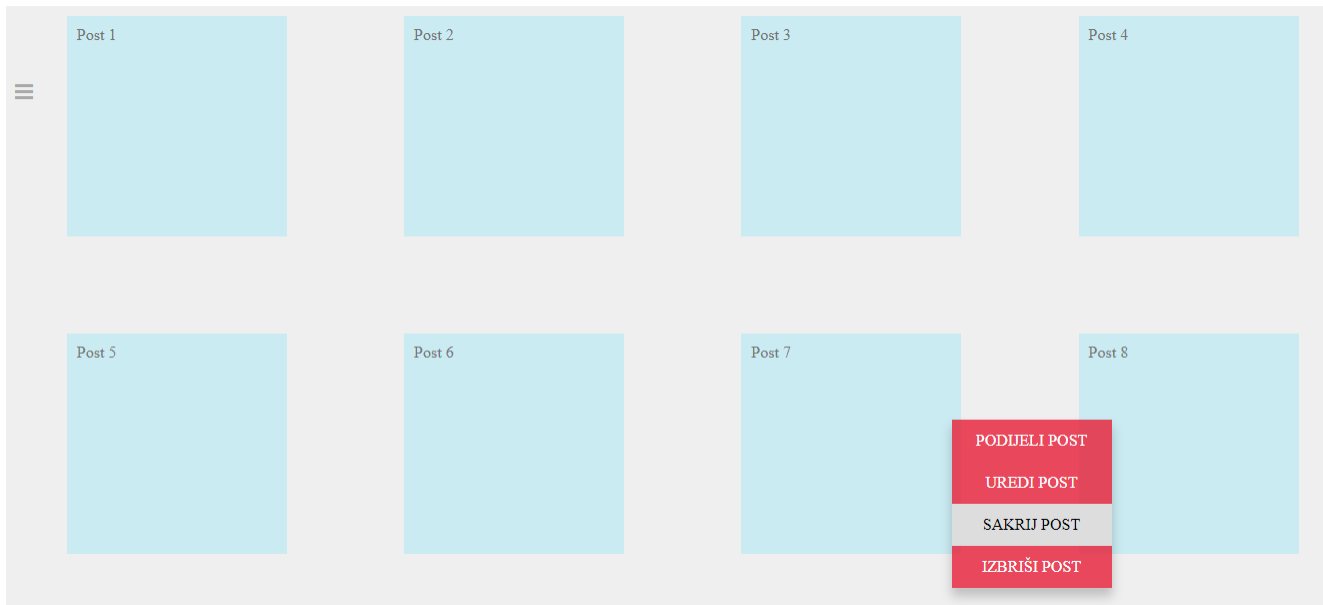 Post 1
Post 2
Post 3
Post 4
Post 5
Post 6
Post 7
Post 8
PODIJELI POST
UREDI POST
SAKRIJ POST
IZBRIŠI POST